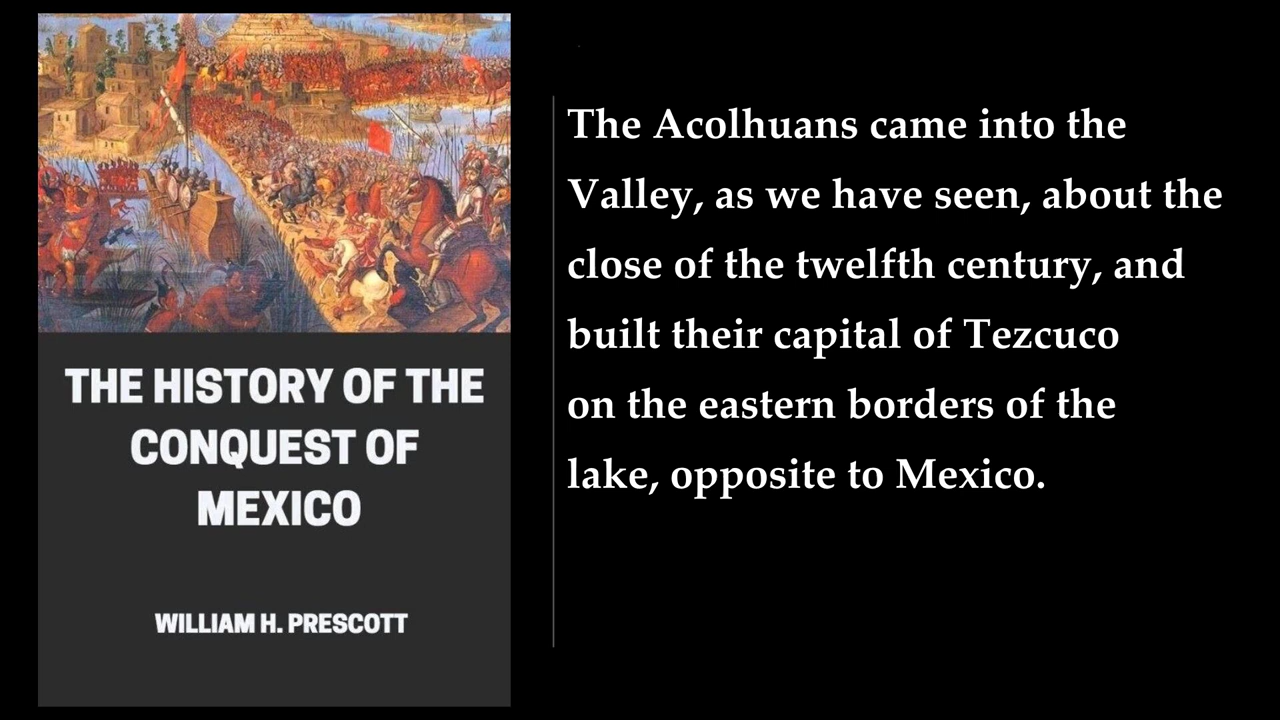 THE HISTORY OF THE
CONQUEST OF
MEXICO
WILLIAM H. PRESCOTT
The Acolhuans came into the
Valley, as we have seen, about the
close of the twelfth century, and
built their capital of Tezcuco
on the eastern borders of the
lake, opposite to Mexico.